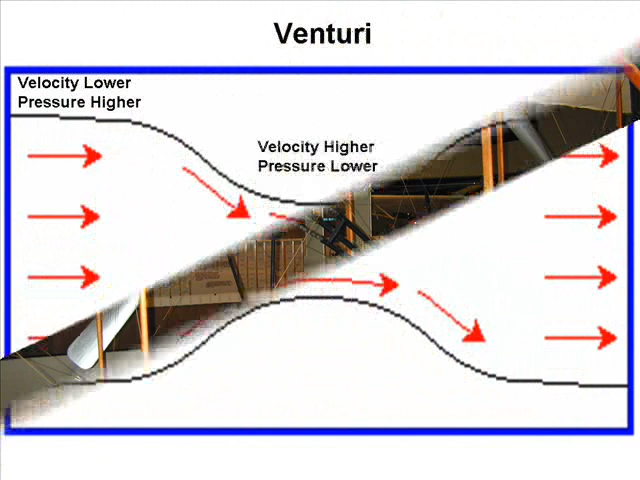 Venturi
Velocity Lower
Pressure Higher
Velocity Higher
Pressure Lower